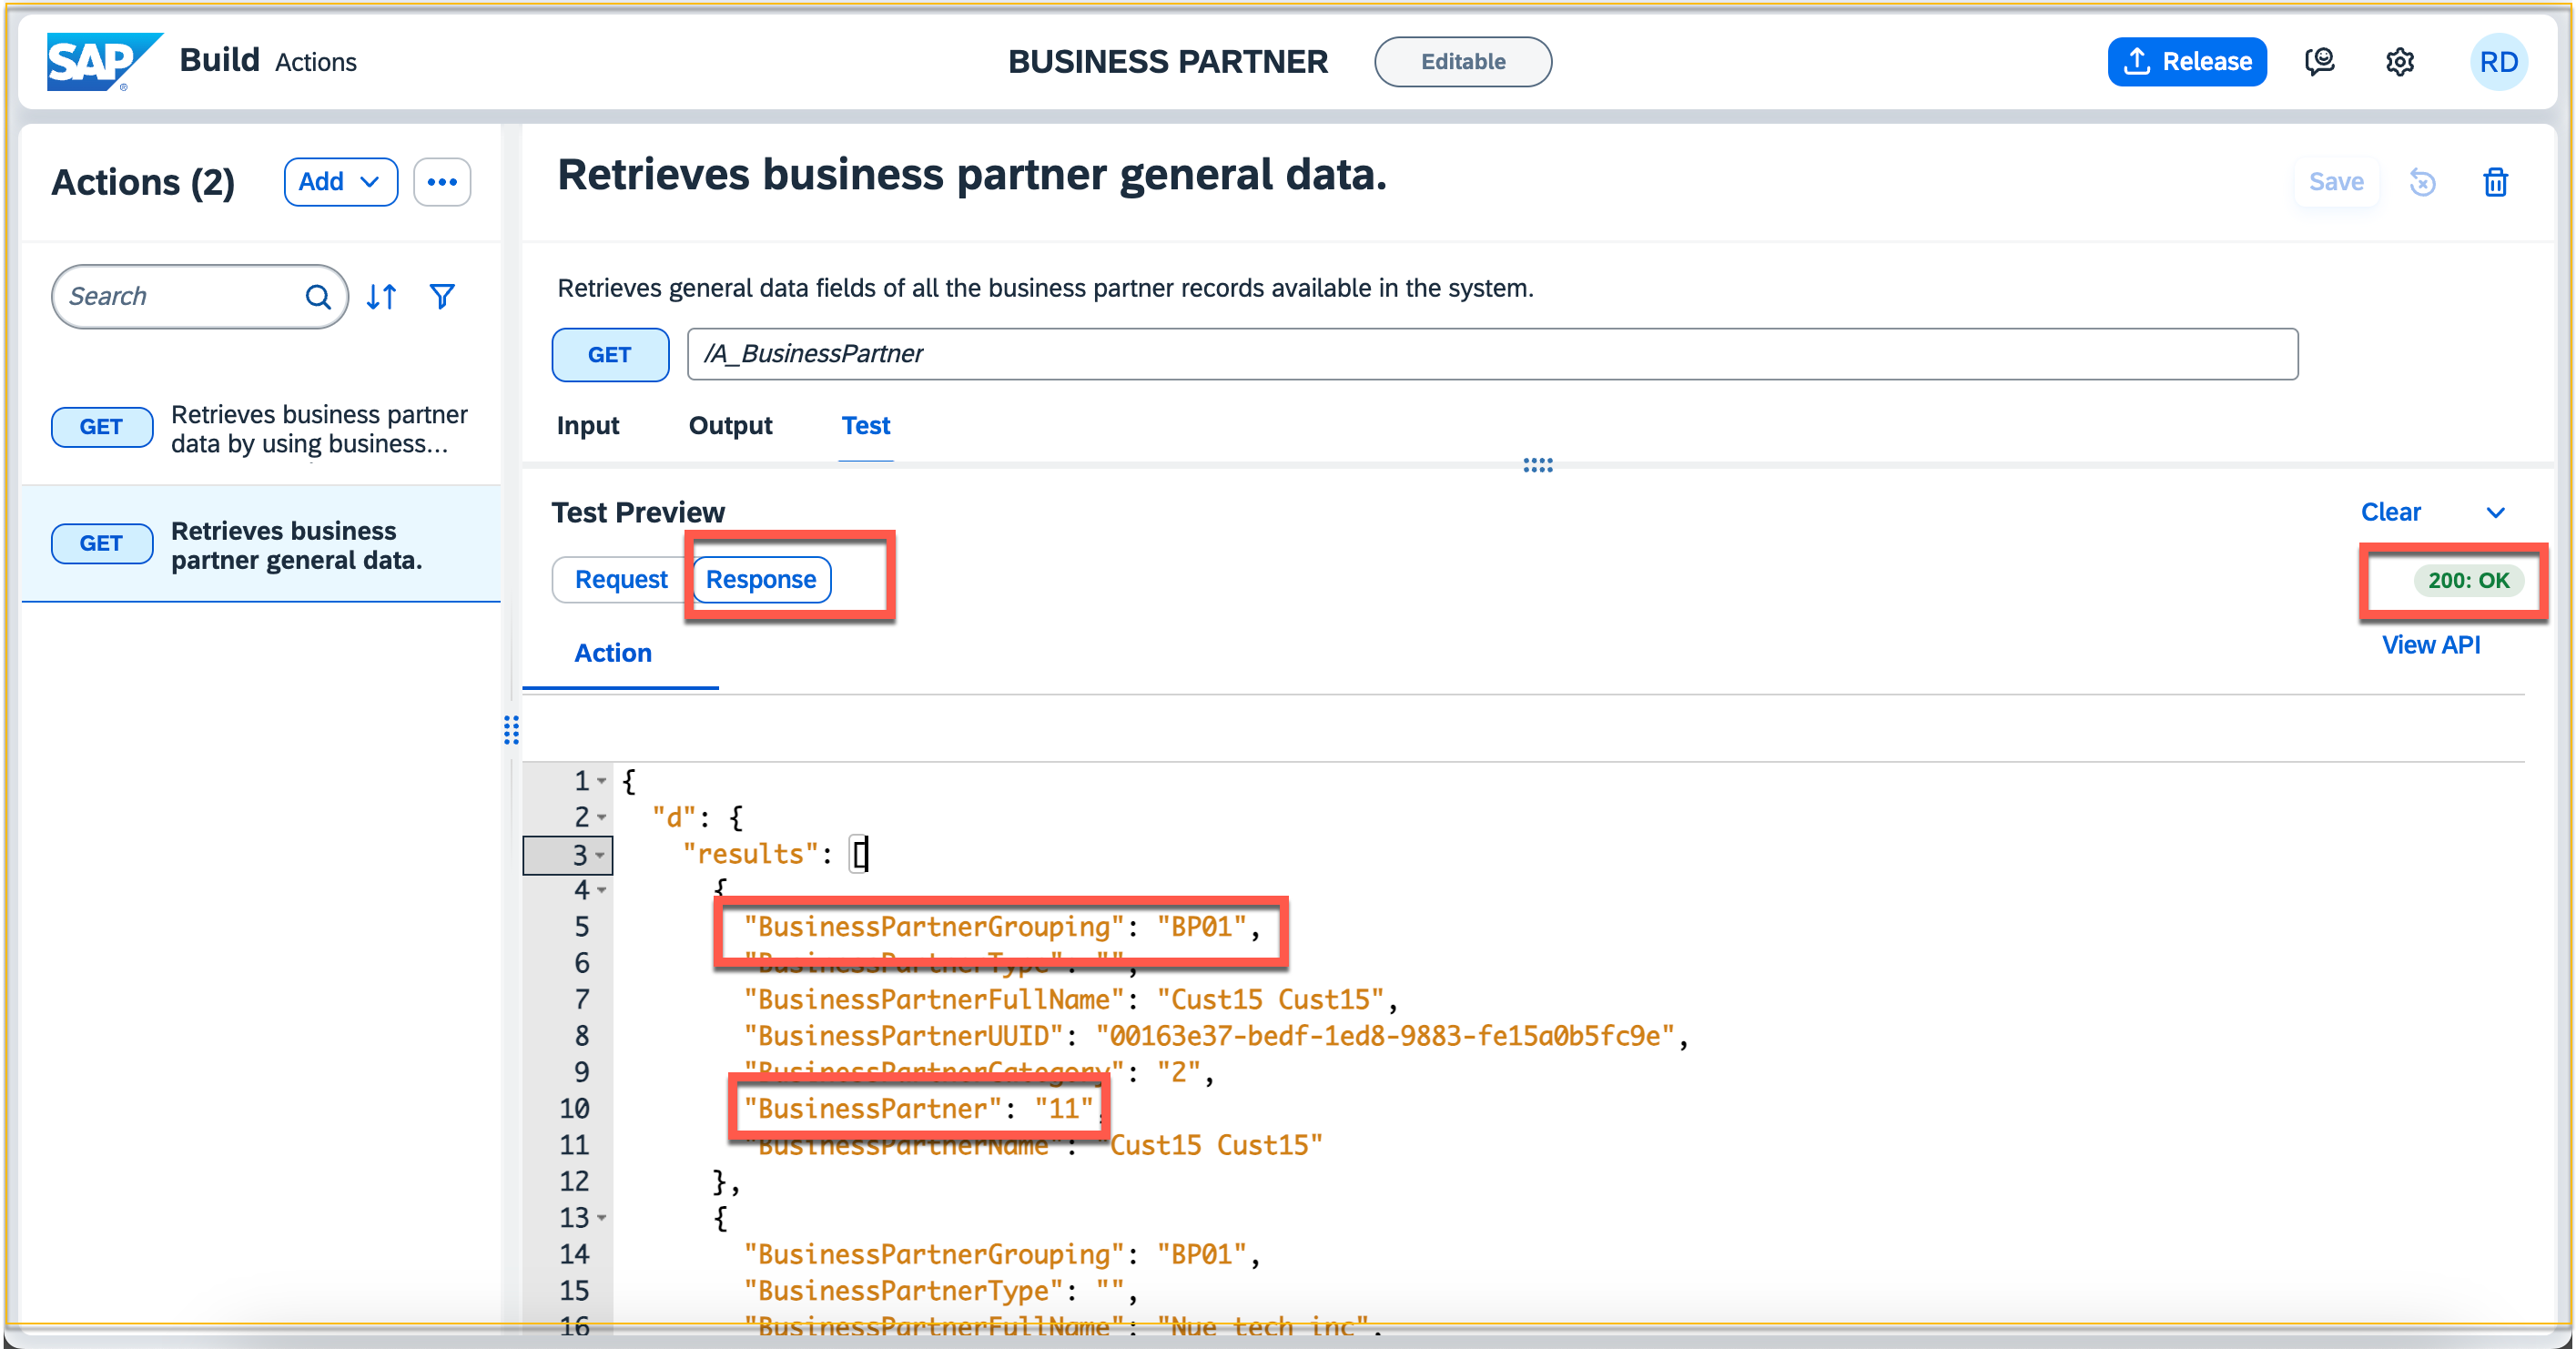 SAP Build Actions
BUSINESS PARTNER Editable
Release RD
Actions (2) Add
Search
GET Retrieves business partner
data by using business...
GET Retrieves business
partner general data.
Retrieves business partner general data.
Save
Retrieves general data fields of all the business partner records available in the system.
GET /A_BusinessPartner
Input Output Test
Test Preview Clear
Request Response 200: OK
Action View API
1 {
2 "d": {
3 "results": [
4 {
5 "BusinessPartnerGrouping": "BP01",
6 "BusinessPartnerType": "",
7 "BusinessPartnerFullName": "Cust15 Cust15",
8 "BusinessPartnerUUID": "00163e37-bedf-1ed8-9883-fe15a0b5fc9e",
9 "BusinessPartnerCategory": "2",
10 "BusinessPartner": "11",
11 "BusinessPartnerName": "Cust15 Cust15"
12 },
13 {
14 "BusinessPartnerGrouping": "BP01",
15 "BusinessPartnerType": "",
16 "BusinessPartnerFullName": "Nue tech inc",